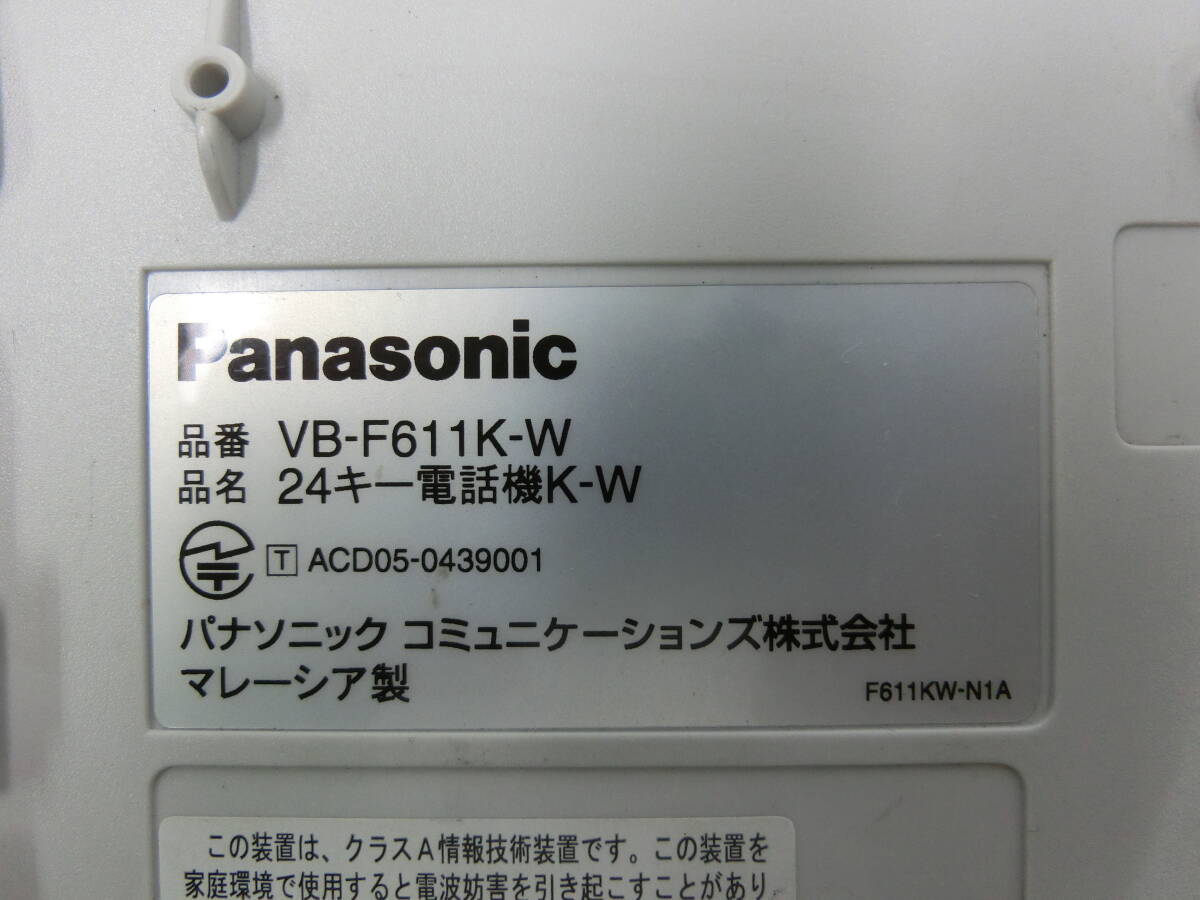 Panasonic
品番 VB-F611K-W
品名 24キー電話機K-W
T ACD05-0439001
パナソニック コミュニケーションズ株式会社
マレーシア製
F611KW-N1A
この装置は、クラスA情報技術装置です。この装置を
家庭環境で使用すると電波妨害を引き起こすことがあり